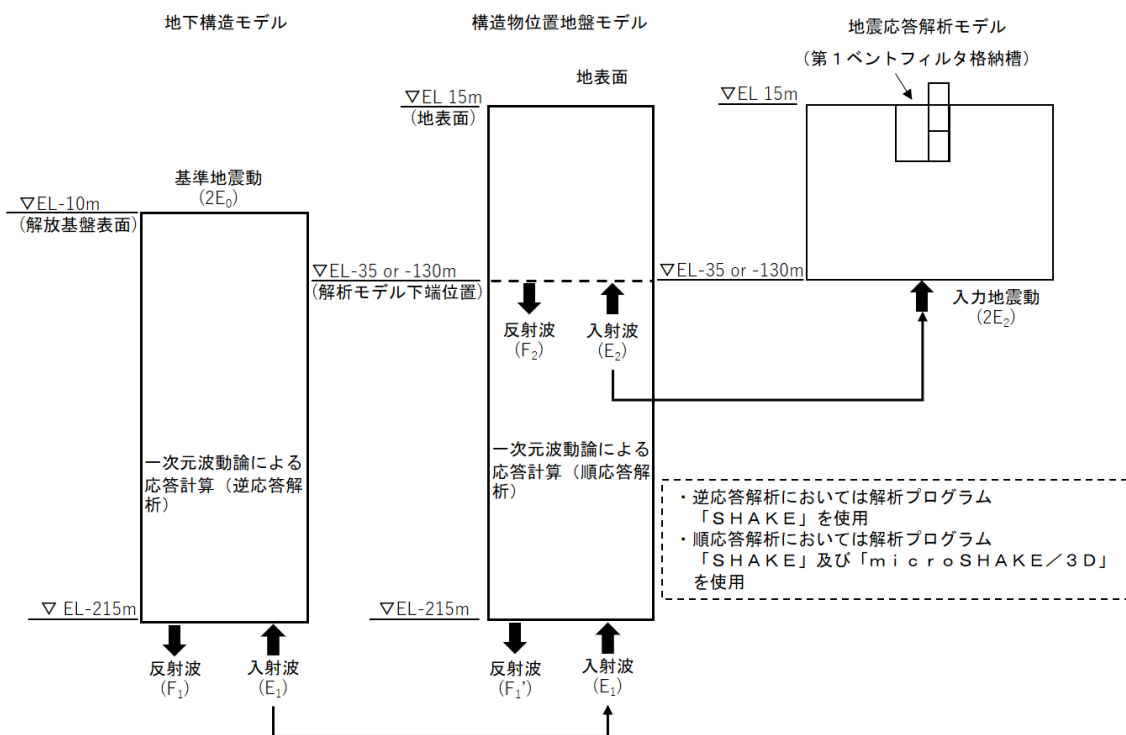 地下構造モデル
構造物位置地盤モデル
地震応答解析モデル
(第1ベントフィルタ格納槽)
地表面
▽EL 15m
(地表面)
▽EL 15m
基準地震動
(2E₀)
▽EL-10m
(解放基盤表面)
▽EL-35 or -130m
(解析モデル下端位置)
▽EL-35 or -130m
反射波
(F₂)
入射波
(E₂)
入力地震動
(2E₂)
一次元波動論による
応答計算(逆応答解
析)
一次元波動論による
応答計算(順応答解
析)
・逆応答解析においては解析プログラム
「SHAKE」を使用
・順応答解析においては解析プログラム
「SHAKE」及び「microSHAKE/3D」
を使用
▽ EL-215m
▽EL-215m
反射波
(F₁)
入射波
(E₁)
反射波
(F₁')
入射波
(E₁)